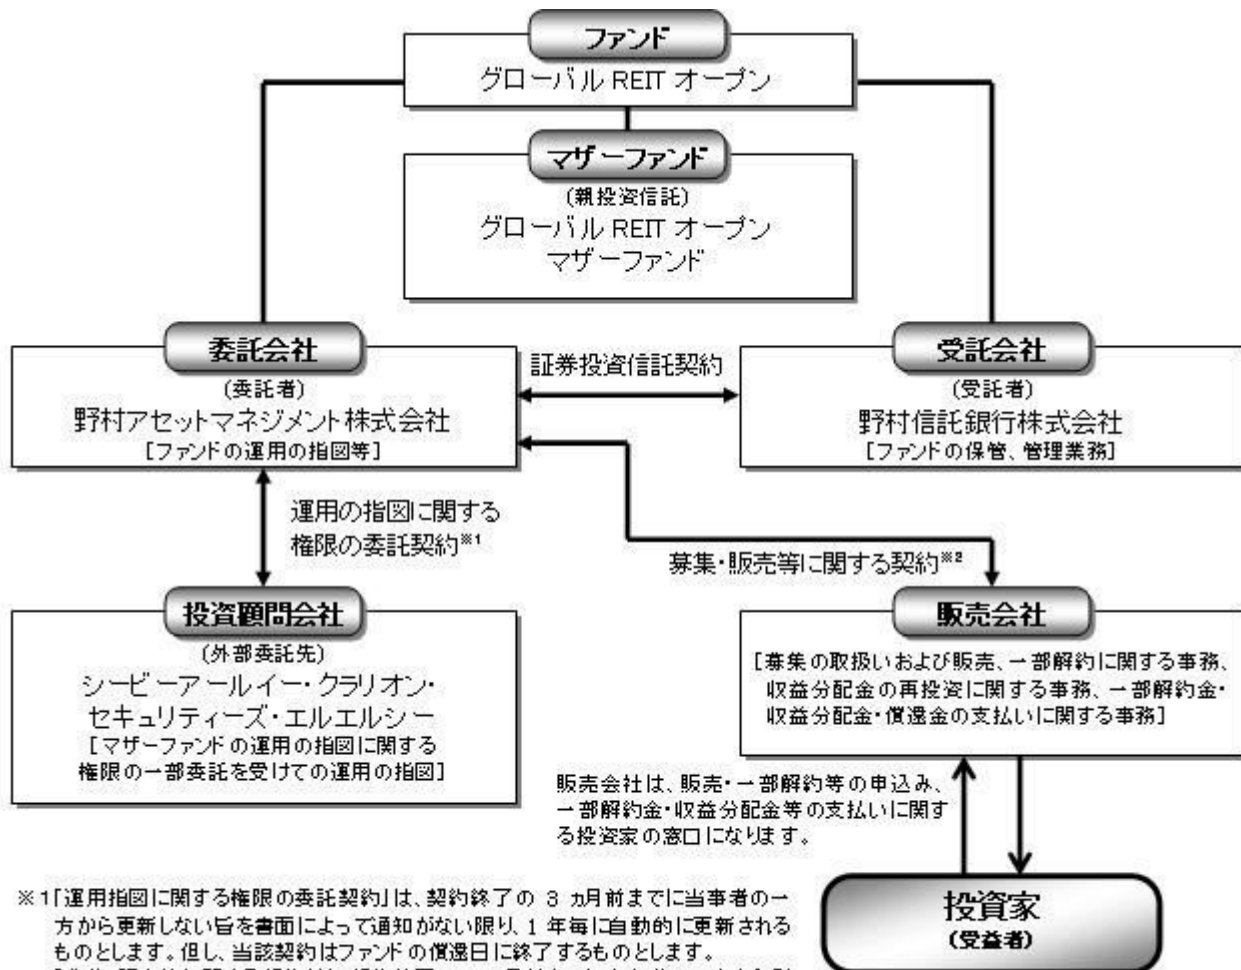 ファンド
グローバル REIT オープン
マザーファンド
(親投資信託)
グローバル REIT オープン
マザーファンド
委託会社
(委託者)
野村アセットマネジメント株式会社
[ファンドの運用の指図等]
証券投資信託契約
受託会社
(受託者)
野村信託銀行株式会社
[ファンドの保管、管理業務]
運用の指図に関する
権限の委託契約※1
募集・販売等に関する契約※2
投資顧問会社
(外部委託先)
シービーアールイー・クラリオン・
セキュリティーズ・エルエルシー
[マザーファンドの運用の指図に関する
権限の一部委託を受けての運用の指図]
販売会社
[募集の取扱いおよび販売、一部解約に関する事務、
収益分配金の再投資に関する事務、一部解約金・
収益分配金・償還金の支払いに関する事務]
販売会社は、販売・一部解約等の申込み、
一部解約金・収益分配金等の支払いに関す
る投資家の窓口になります。
投資家
(受益者)
※1「運用指図に関する権限の委託契約」は、契約終了の 3 ヵ月前までに当事者の一
方から更新しない旨を書面によって通知がない限り、1 年毎に自動的に更新される
ものとします。但し、当該契約はファンドの償還日に終了するものとします。